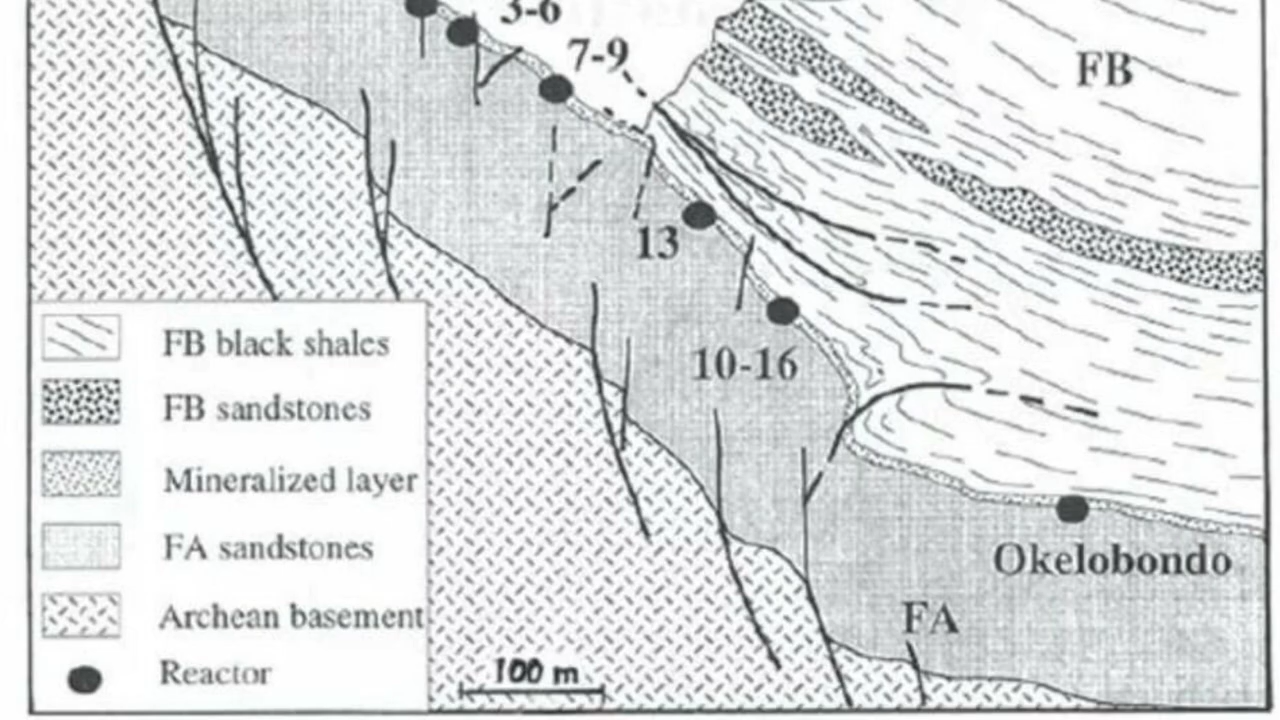 3-6
7-9
FB
13
10-16
Okelobondo
FA
FB black shales
FB sandstones
Mineralized layer
FA sandstones
Archean basement
Reactor
100 m